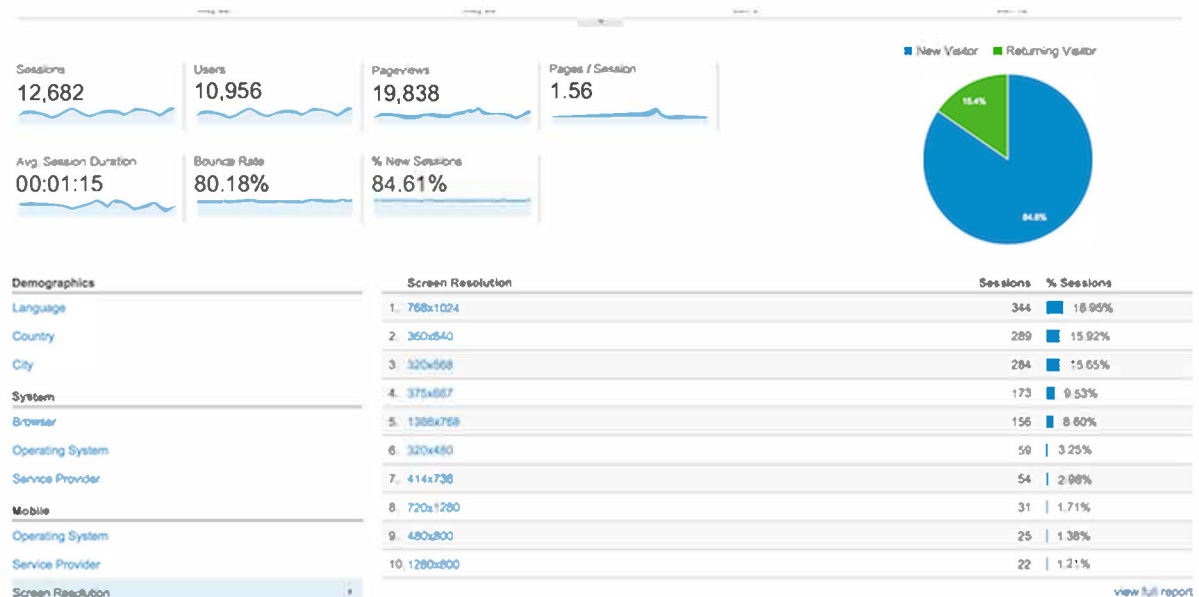 New Visitor Returning Visitor
Sessions Users Pageviews Pages / Session
12,682 10,956 19,838 1.56
15.4%
Avg. Session Duration Bounce Rate % New Sessions
00:01:15 80.18% 84.61%
84.6%
Demographics
Language
Country
City
System
Browser
Operating System
Service Provider
Mobile
Operating System
Service Provider
Screen Resolution
Screen Resolution Sessions % Sessions
1. 768x1024 344 18.95%
2. 360x640 289 15.92%
3. 320x568 284 15.65%
4. 375x667 173 9.53%
5. 1366x768 156 8.60%
6. 320x480 59 3.25%
7. 414x736 54 2.98%
8. 720x1280 31 1.71%
9. 480x800 25 1.38%
10. 1280x800 22 1.21%
view full report